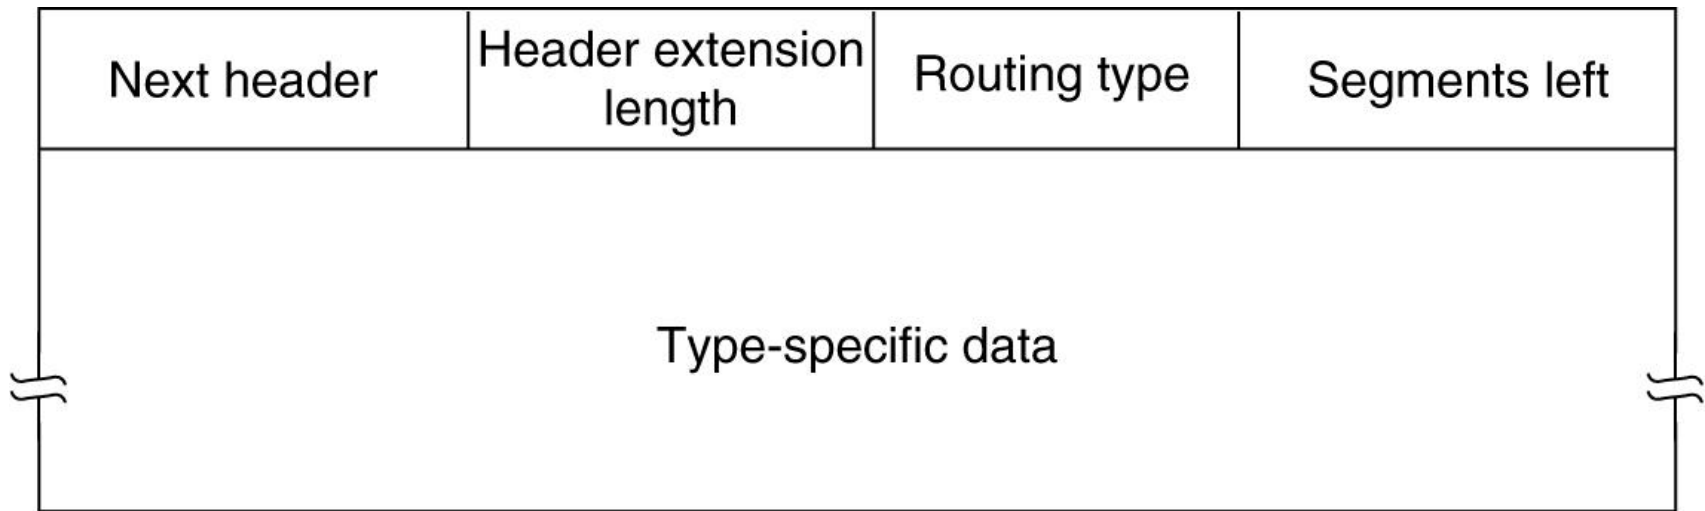 Next header
Header extension
length
Routing type
Segments left
Type-specific data